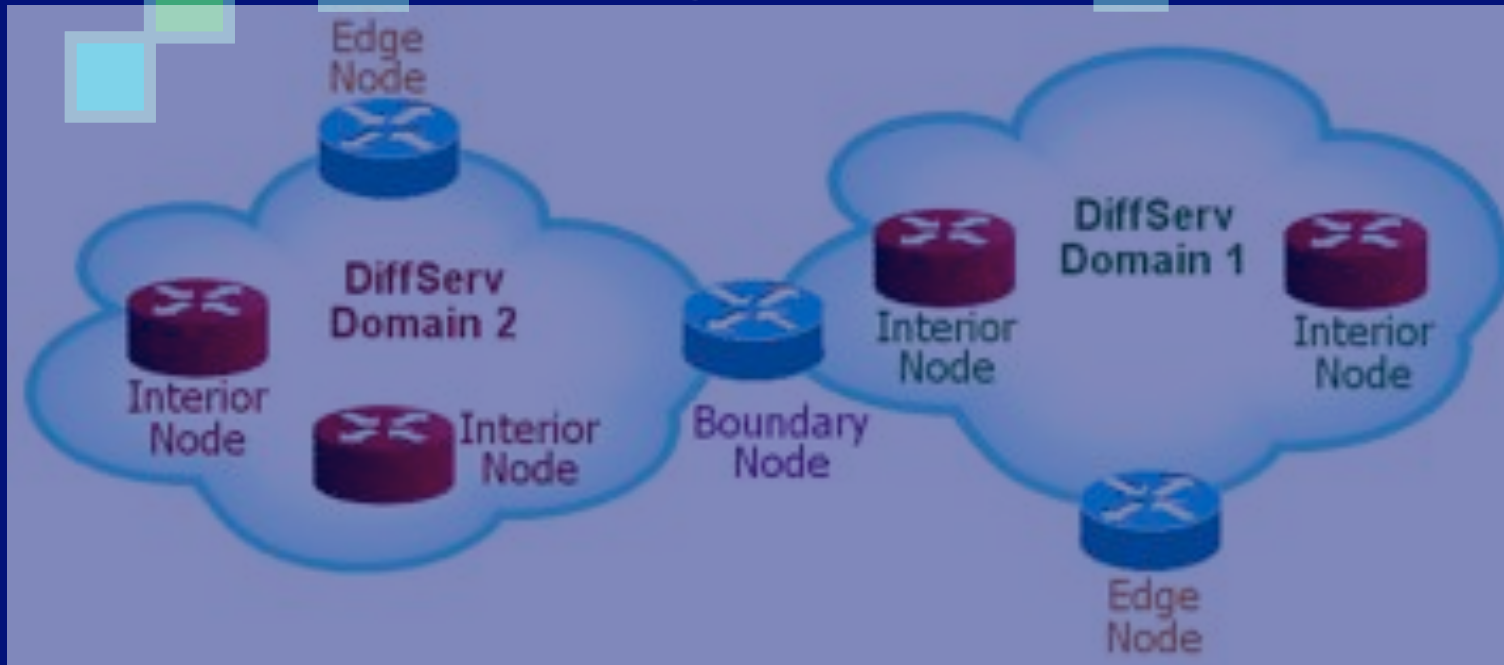 Edge
Node
DiffServ
Domain 2
Interior
Node
Interior
Node
Boundary
Node
DiffServ
Domain 1
Interior
Node
Interior
Node
Edge
Node